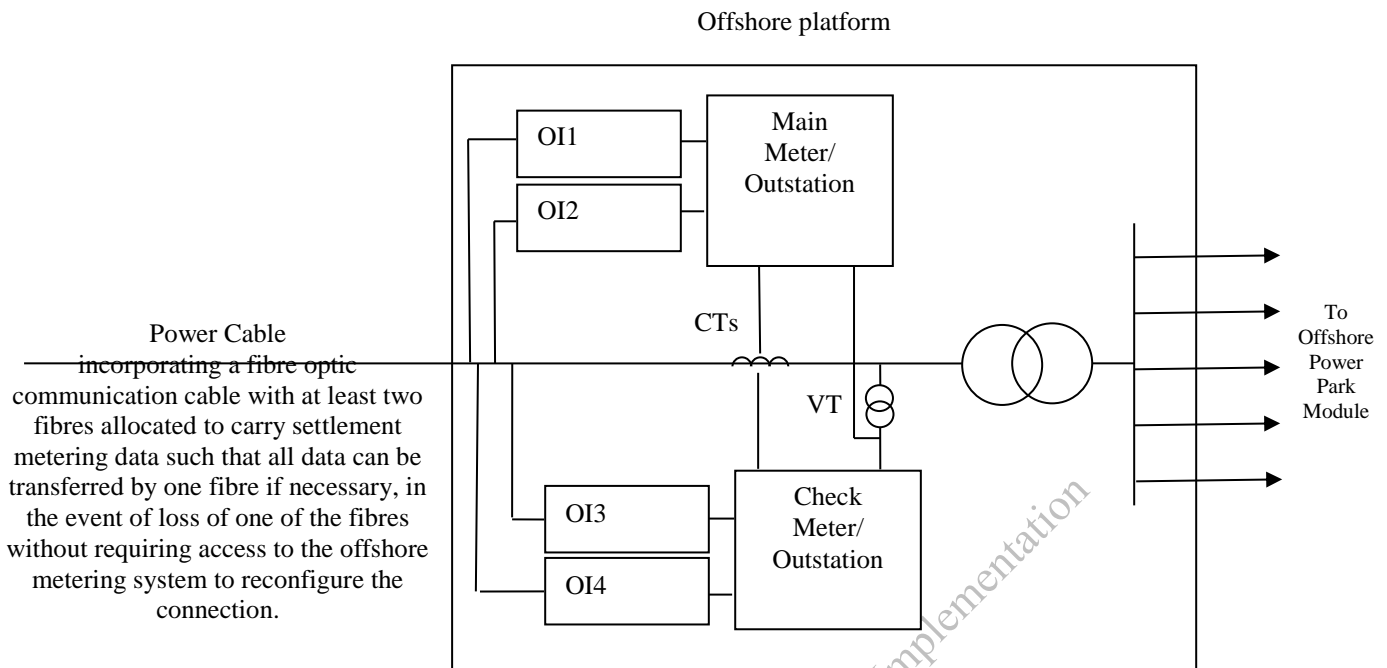 Offshore platform
OI1
Main
Meter/
Outstation
OI2
CTs
Power Cable
incorporating a fibre optic
communication cable with at least two
fibres allocated to carry settlement
metering data such that all data can be
transferred by one fibre if necessary, in
the event of loss of one of the fibres
without requiring access to the offshore
metering system to reconfigure the
connection.
VT
To
Offshore
Power
Park
Module
OI3
Check
Meter/
Outstation
OI4
Implementation